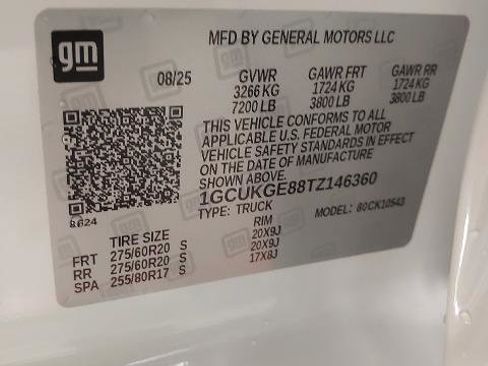 gm
MFD BY GENERAL MOTORS LLC
08/25 GVWR GAWR FRT GAWR RR
3266 KG 1724 KG 1724 KG
7200 LB 3800 LB 3800 LB
THIS VEHICLE CONFORMS TO ALL
APPLICABLE U.S. FEDERAL MOTOR
VEHICLE SAFETY STANDARDS IN EFFECT
ON THE DATE OF MANUFACTURE
SHOWN ABOVE.
1GCUKGE88TZ146360
TYPE: TRUCK MODEL: 80CK10543
8624
TIRE SIZE RIM
FRT 275/60R20 S 20X9J
RR 275/60R20 S 20X9J
SPA 255/80R17 S 17X8J